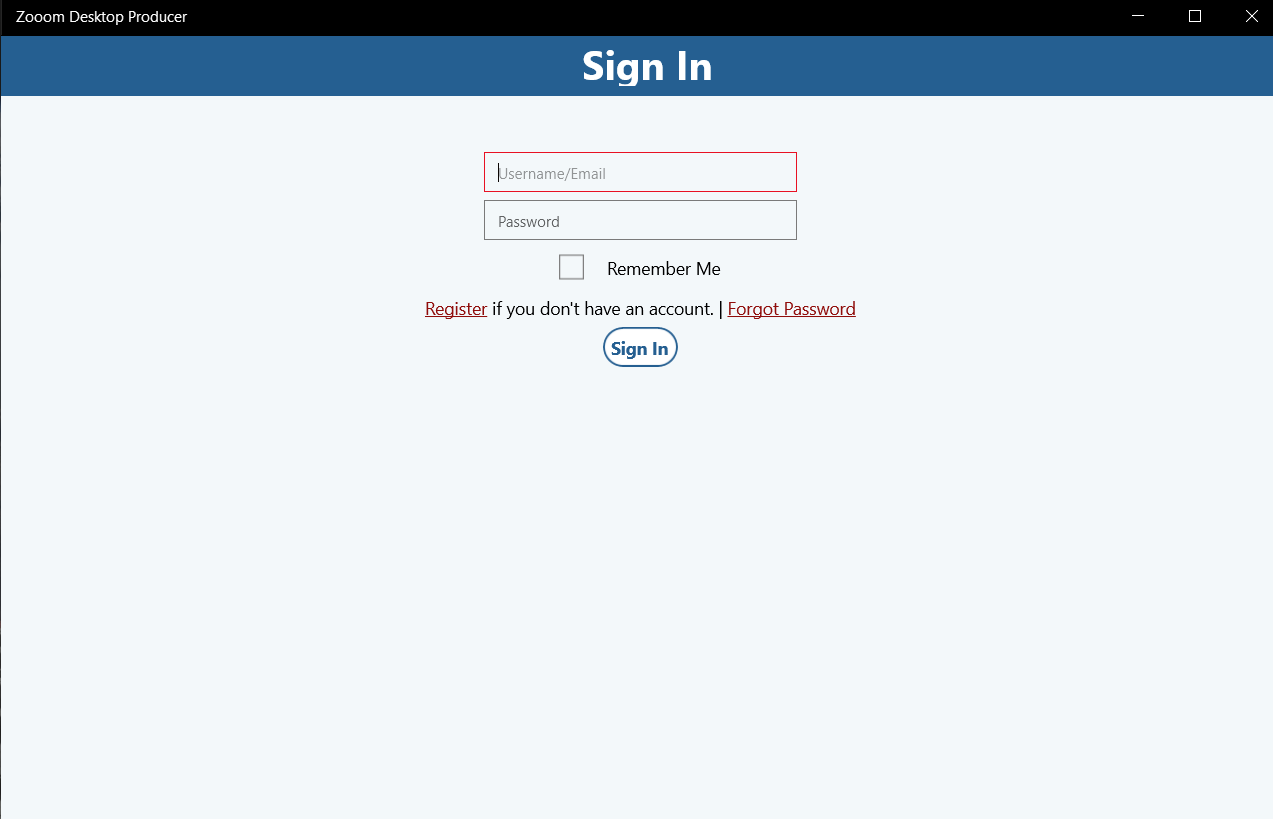 Zooom Desktop Producer
Sign In
Username/Email
Password
Remember Me
Register if you don't have an account. | Forgot Password
Sign In